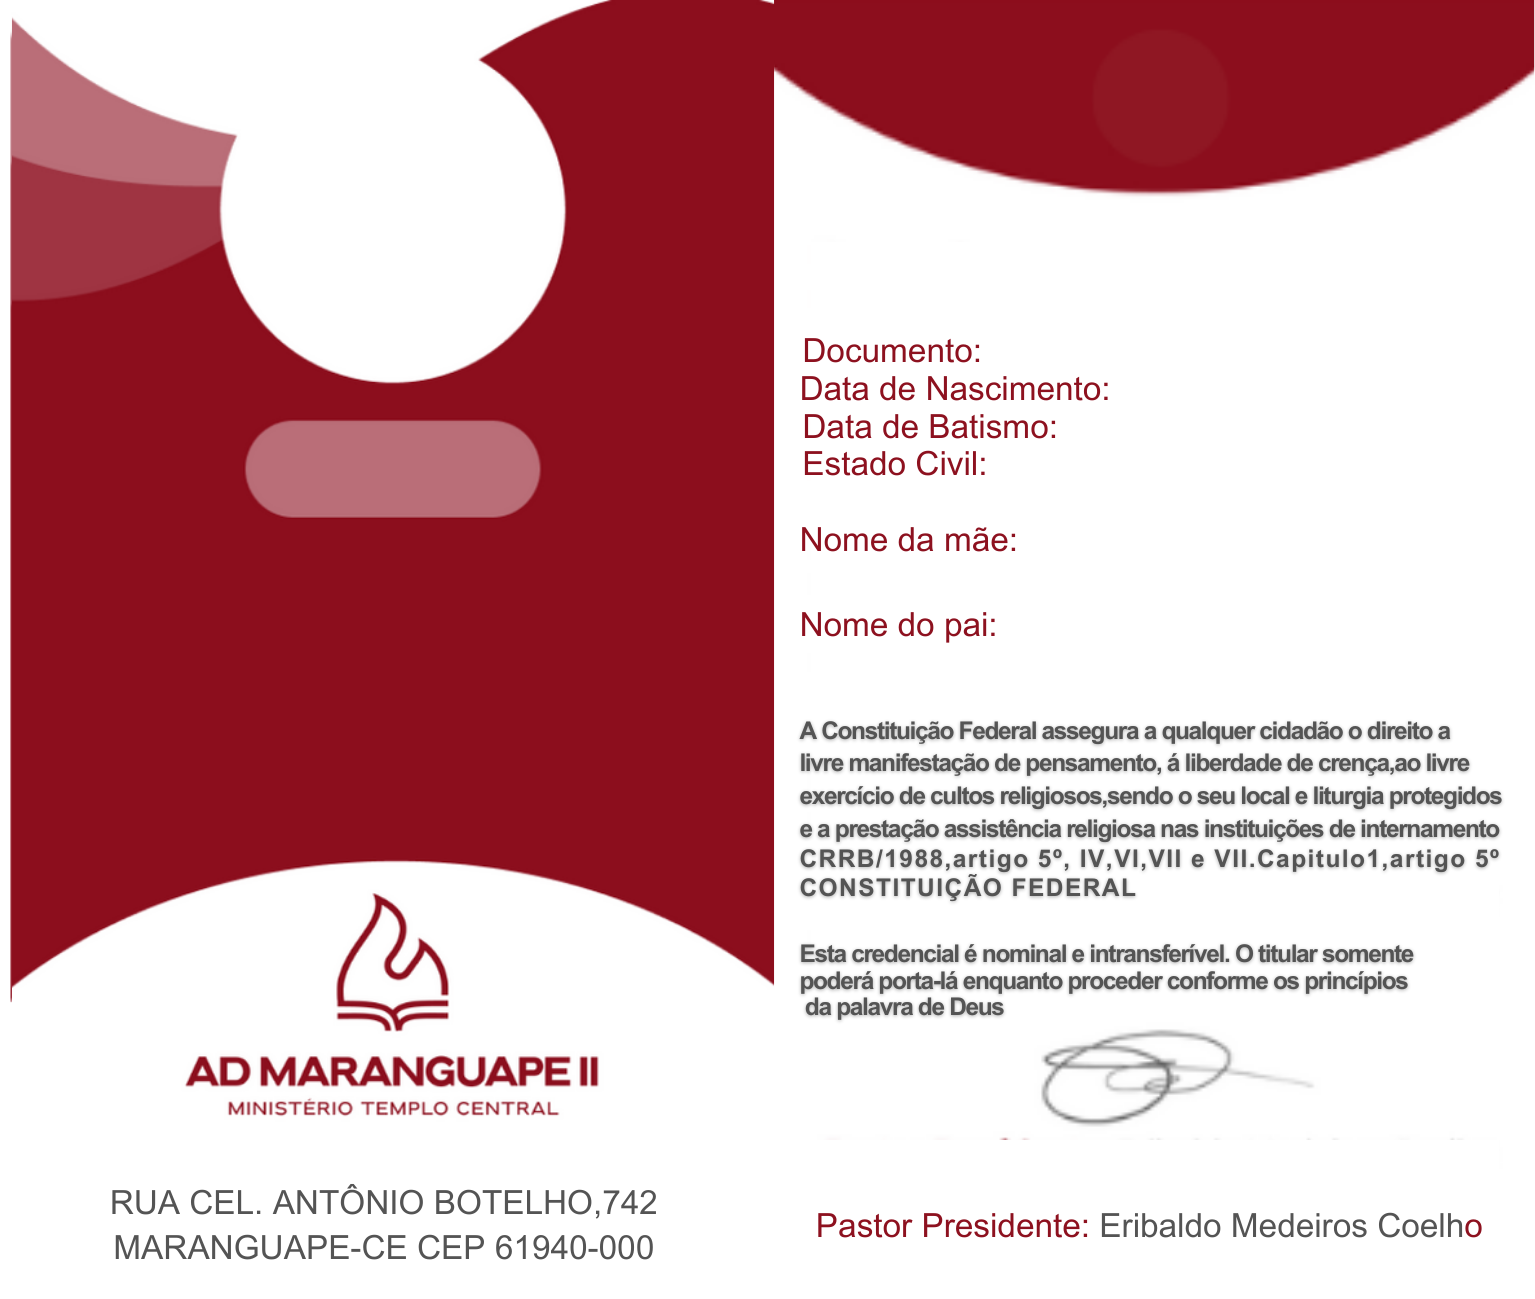 AD MARANGUAPE II
MINISTÉRIO TEMPLO CENTRAL
RUA CEL. ANTÔNIO BOTELHO,742
MARANGUAPE-CE CEP 61940-000
Documento:
Data de Nascimento:
Data de Batismo:
Estado Civil:
Nome da mãe:
Nome do pai:
A Constituição Federal assegura a qualquer cidadão o direito a
livre manifestação de pensamento, á liberdade de crença,ao livre
exercício de cultos religiosos,sendo o seu local e liturgia protegidos
e a prestação assistência religiosa nas instituições de internamento
CRRB/1988,artigo 5º, IV,VI,VII e VII.Capitulo1,artigo 5º
CONSTITUIÇÃO FEDERAL
Esta credencial é nominal e intransferível. O titular somente
poderá porta-lá enquanto proceder conforme os princípios
da palavra de Deus
Pastor Presidente: Eribaldo Medeiros Coelho